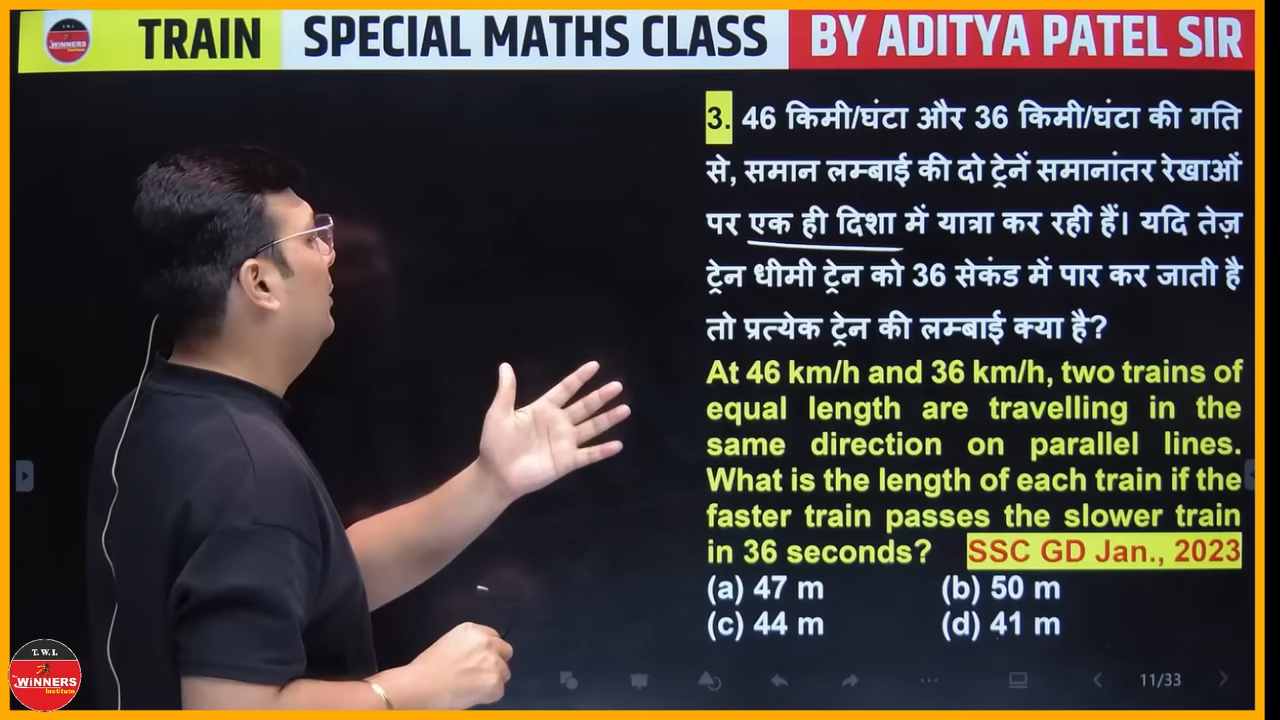 WiNNERS
TRAIN SPECIAL MATHS CLASS BY ADITYA PATEL SIR
3. 46 किमी/घंटा और 36 किमी/घंटा की गति
से, समान लम्बाई की दो ट्रेनें समानांतर रेखाओं
पर एक ही दिशा में यात्रा कर रही हैं। यदि तेज़
ट्रेन धीमी ट्रेन को 36 सेकंड में पार कर जाती है
तो प्रत्येक ट्रेन की लम्बाई क्या है?
At 46 km/h and 36 km/h, two trains of
equal length are travelling in the
same direction on parallel lines.
What is the length of each train if the
faster train passes the slower train
in 36 seconds? SSC GD Jan., 2023
(a) 47 m (b) 50 m
(c) 44 m (d) 41 m
11/33
T.W.I.
The WiNNERS
Institute